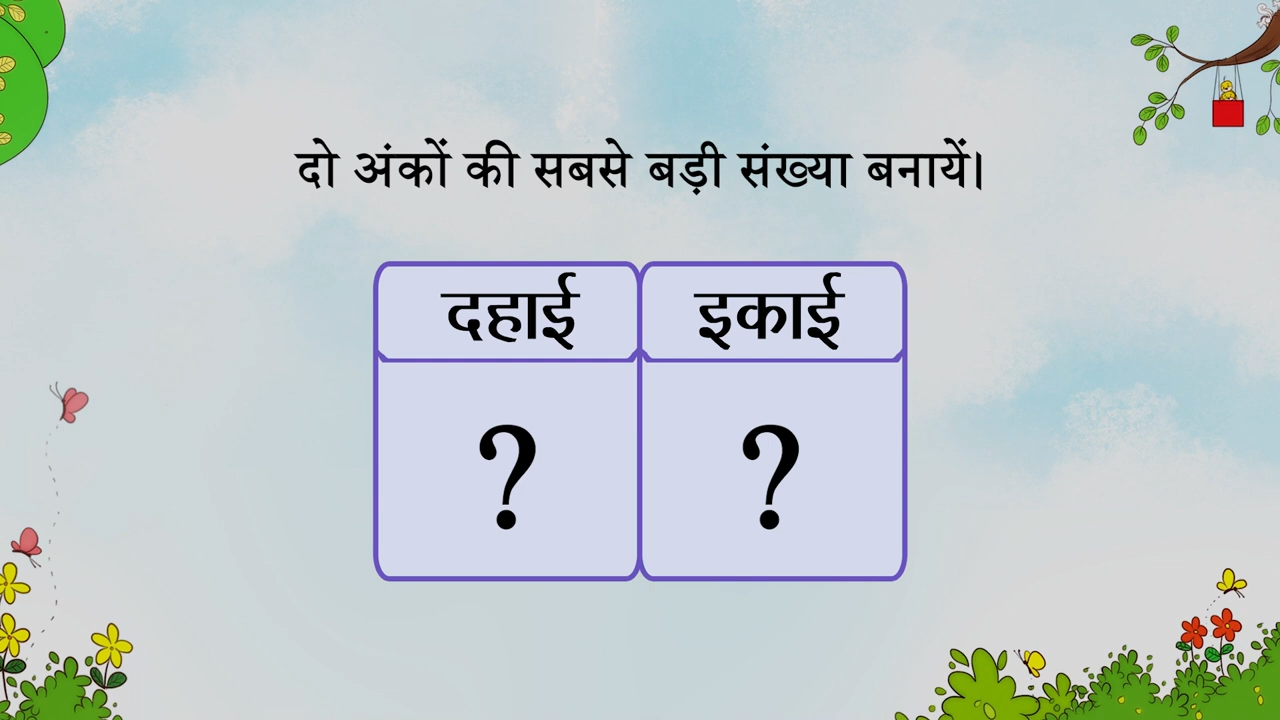 दो अंकों की सबसे बड़ी संख्या बनायें।
दहाई इकाई
? ?